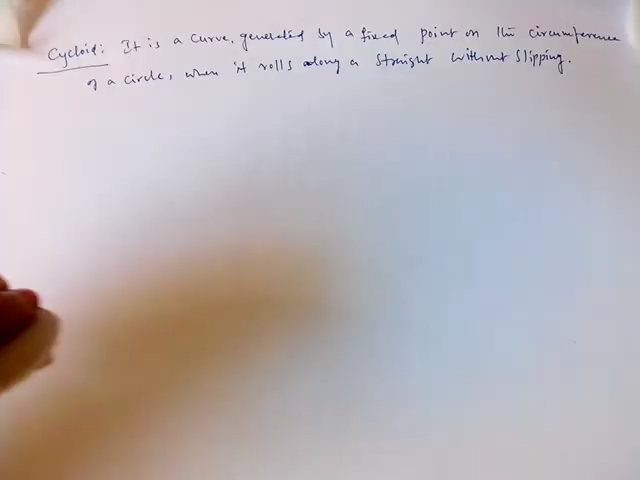 Cycloid: It is a curve, generated by a fixed point on the circumference
of a circle, when it rolls along a straight without slipping.